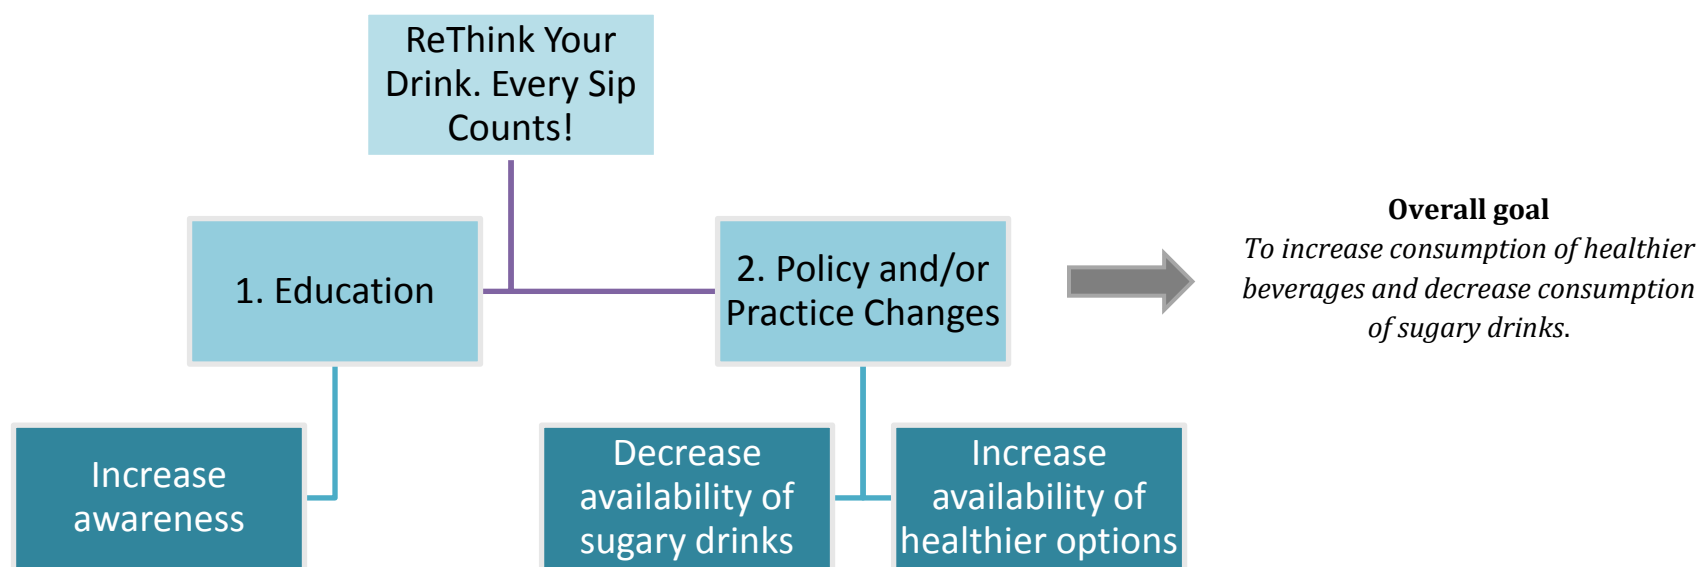 ReThink Your
Drink. Every Sip
Counts!
1. Education
2. Policy and/or
Practice Changes
Overall goal
To increase consumption of healthier
beverages and decrease consumption
of sugary drinks.
Increase
awareness
Decrease
availability of
sugary drinks
Increase
availability of
healthier options